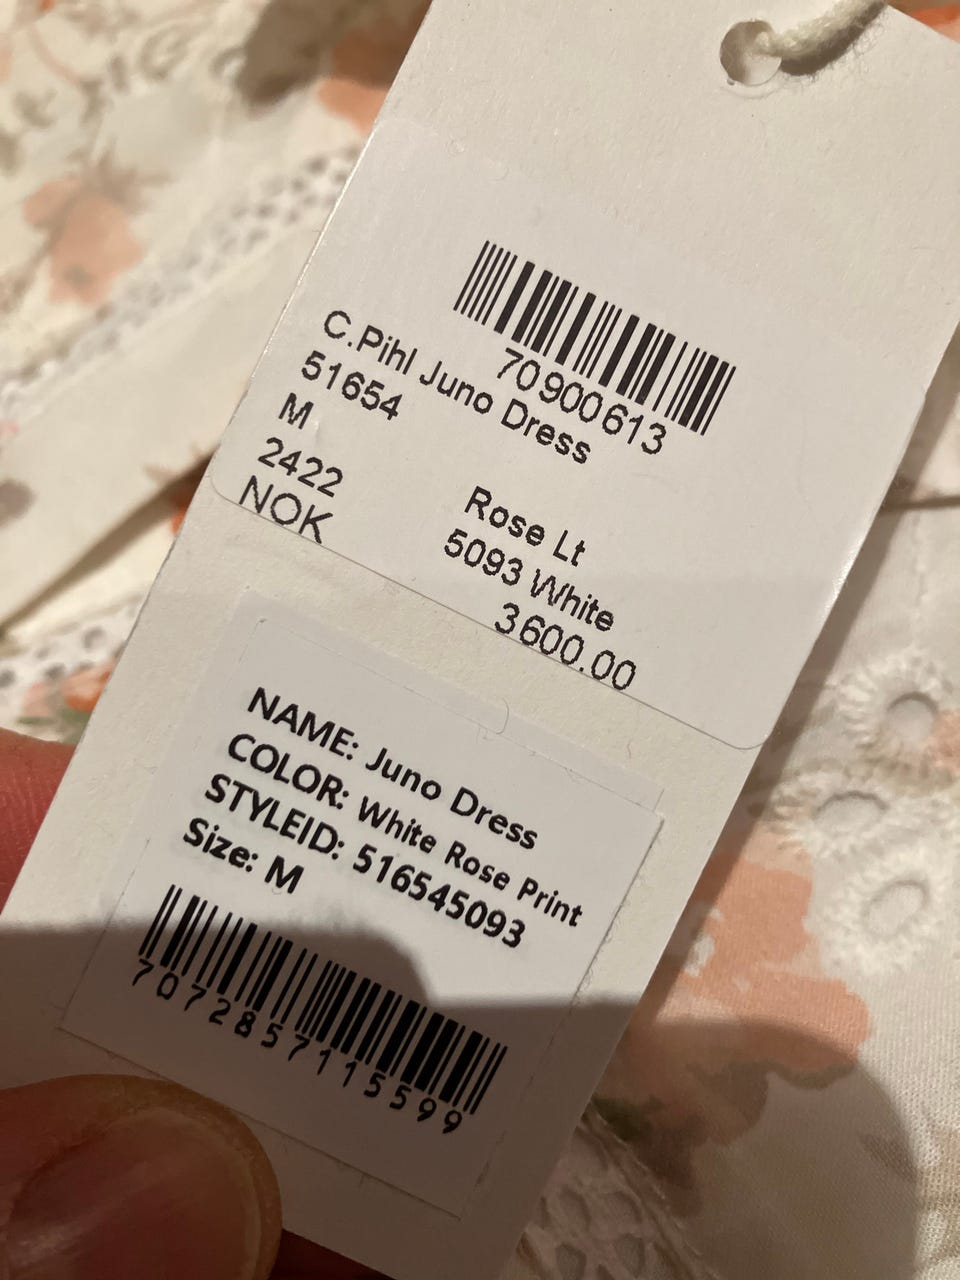 70900613
C.Pihl Juno Dress
51654
M
2422
Rose Lt
5093 White
NOK 3600.00
NAME: Juno Dress
COLOR: White Rose Print
STYLEID: 516545093
Size: M
7072857115599